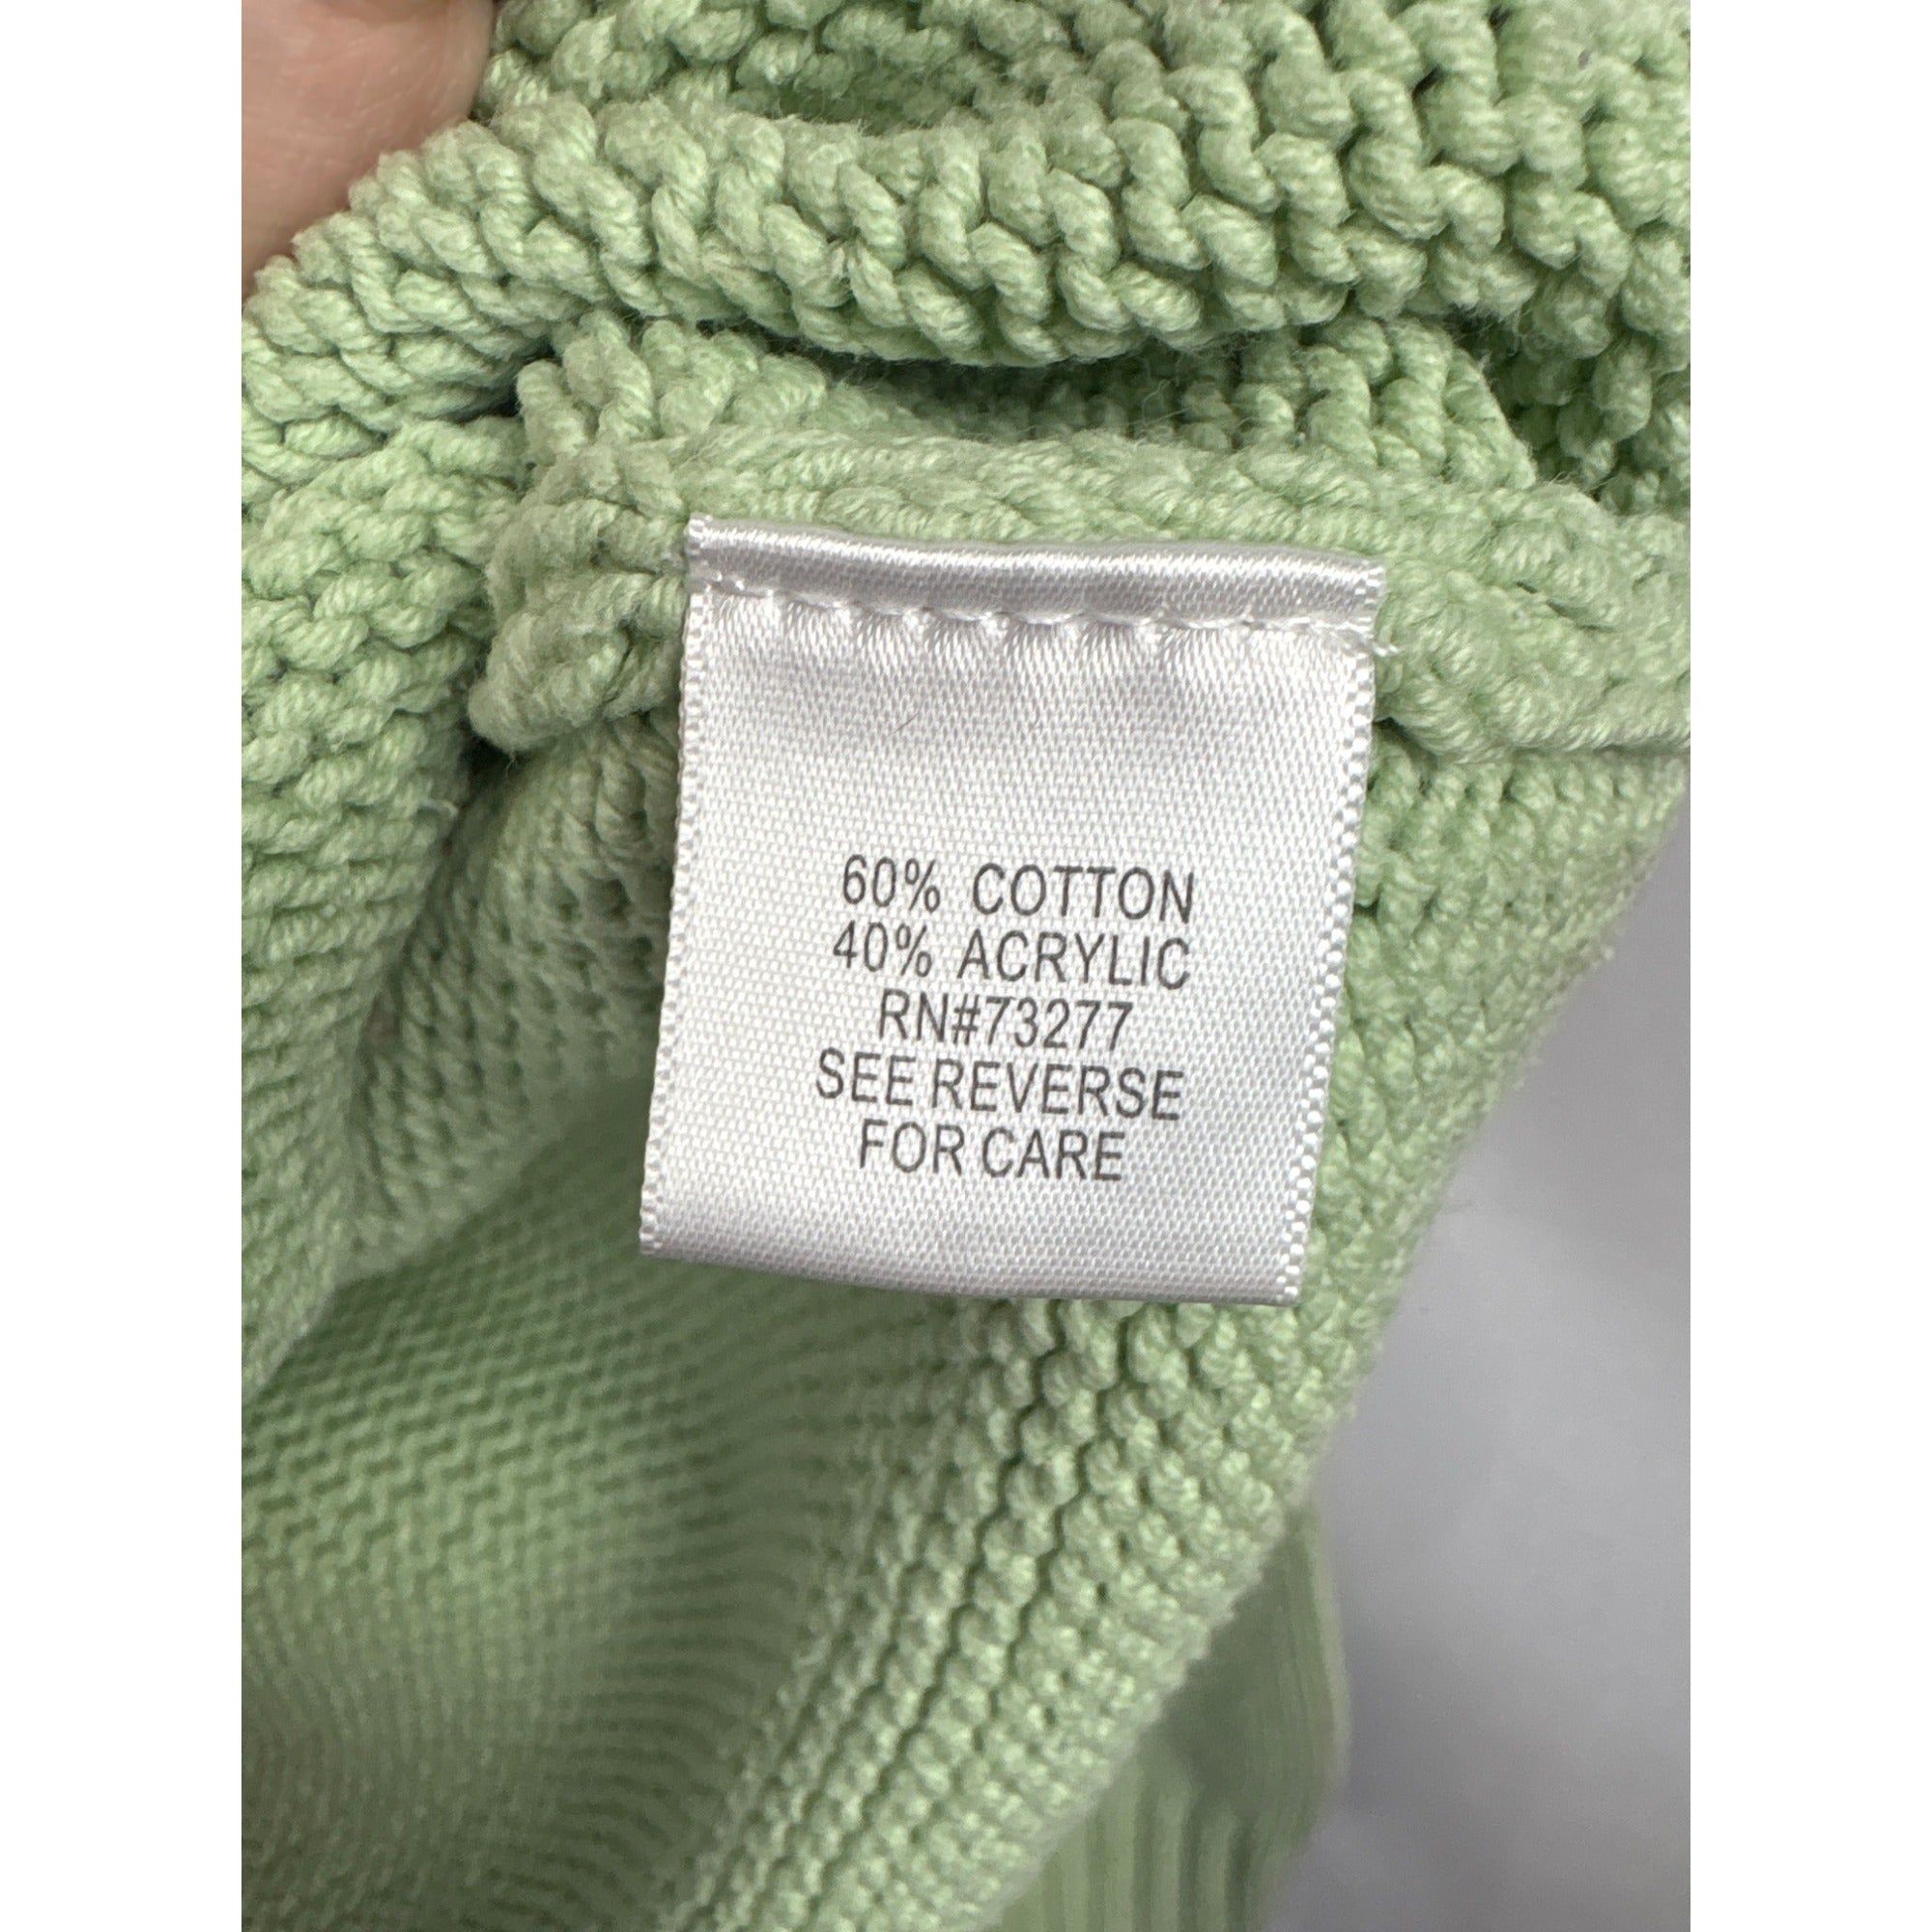 60% COTTON
40% ACRYLIC
RN#73277
SEE REVERSE
FOR CARE